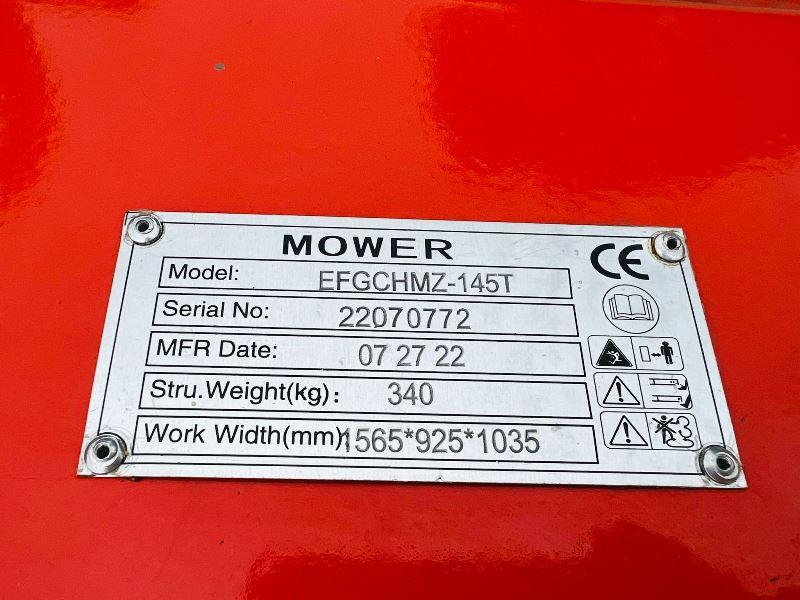 MOWER
CE
Model: EFGCHMZ-145T
Serial No: 22070772
MFR Date: 07 27 22
Stru.Weight(kg): 340
Work Width(mm): 1565*925*1035